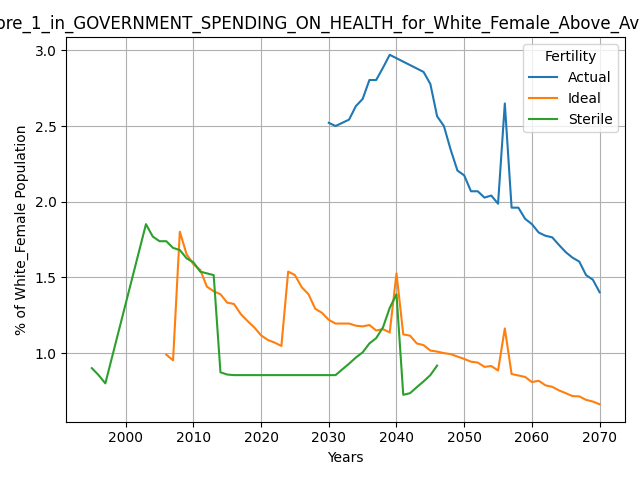 ore_1_in_GOVERNMENT_SPENDING_ON_HEALTH_for_White_Female_Above_Av
Fertility
Actual
Ideal
Sterile
% of White_Female Population
3.0
2.5
2.0
1.5
1.0
2000 2010 2020 2030 2040 2050 2060 2070
Years